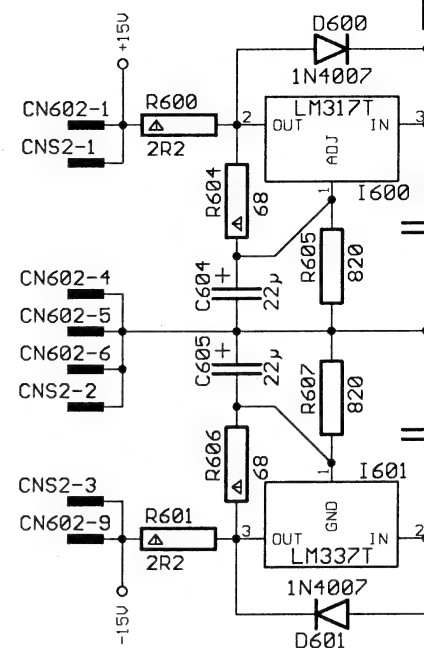 D600
1N4007
+15V
CN602-1
CNS2-1
R600
2R2
2
LM317T
OUT
IN
3
ADJ
1
I600
R604
68
R605
820
C604
+
22µ
CN602-4
CN602-5
CN602-6
CNS2-2
C605
+
22µ
R607
820
R606
68
1
I601
CNS2-3
CN602-9
R601
2R2
3
OUT
GND
IN
2
LM337T
-15V
1N4007
D601